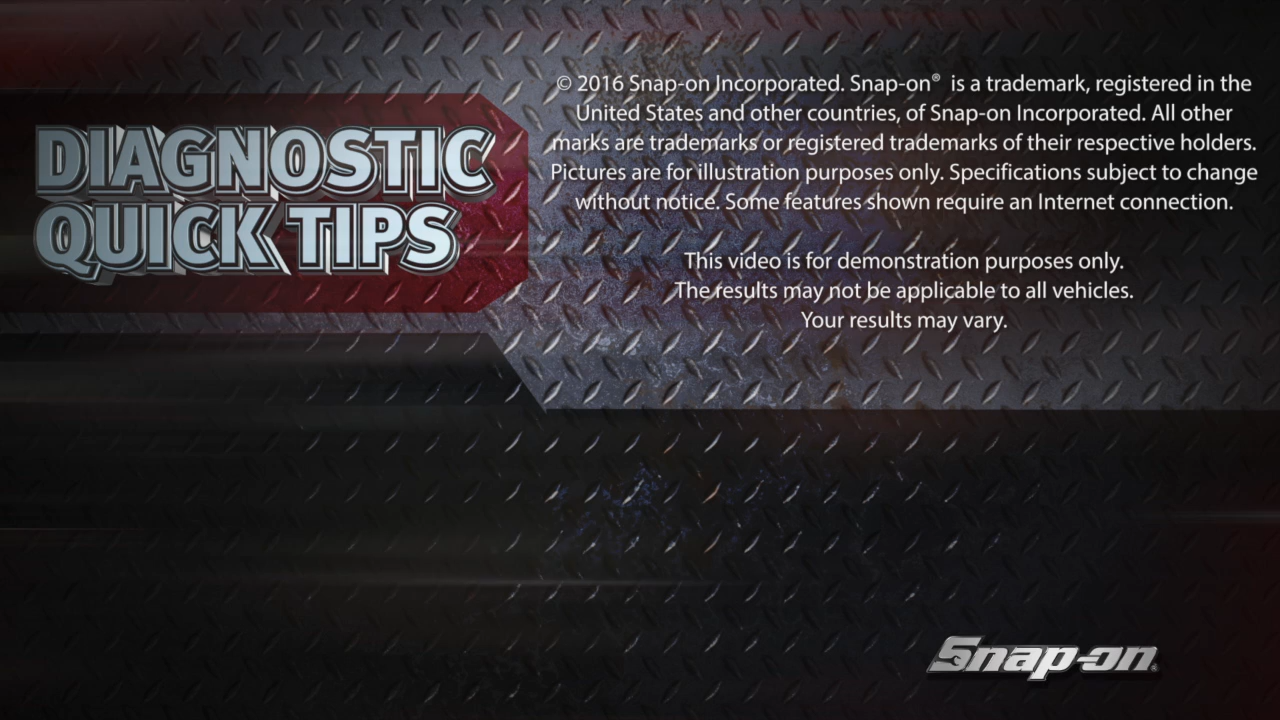 DIAGNOSTIC
QUICK TIPS
© 2016 Snap-on Incorporated. Snap-on® is a trademark, registered in the
United States and other countries, of Snap-on Incorporated. All other
marks are trademarks or registered trademarks of their respective holders.
Pictures are for illustration purposes only. Specifications subject to change
without notice. Some features shown require an Internet connection.
This video is for demonstration purposes only.
The results may not be applicable to all vehicles.
Your results may vary.
Snap-on